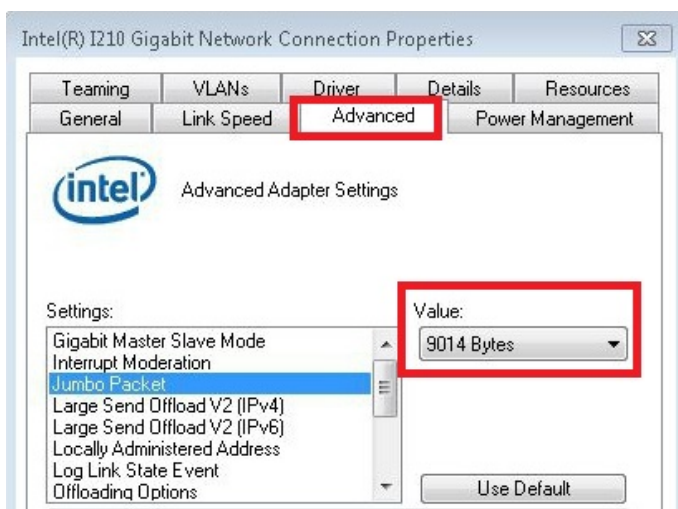 Intel(R) I210 Gigabit Network Connection Properties
Teaming VLANs Driver Details Resources
General Link Speed Advanced Power Management
intel
Advanced Adapter Settings
Settings:
Value:
9014 Bytes
Gigabit Master Slave Mode
Interrupt Moderation
Jumbo Packet
Large Send Offload V2 (IPv4)
Large Send Offload V2 (IPv6)
Locally Administered Address
Log Link State Event
Offloading Options
Use Default